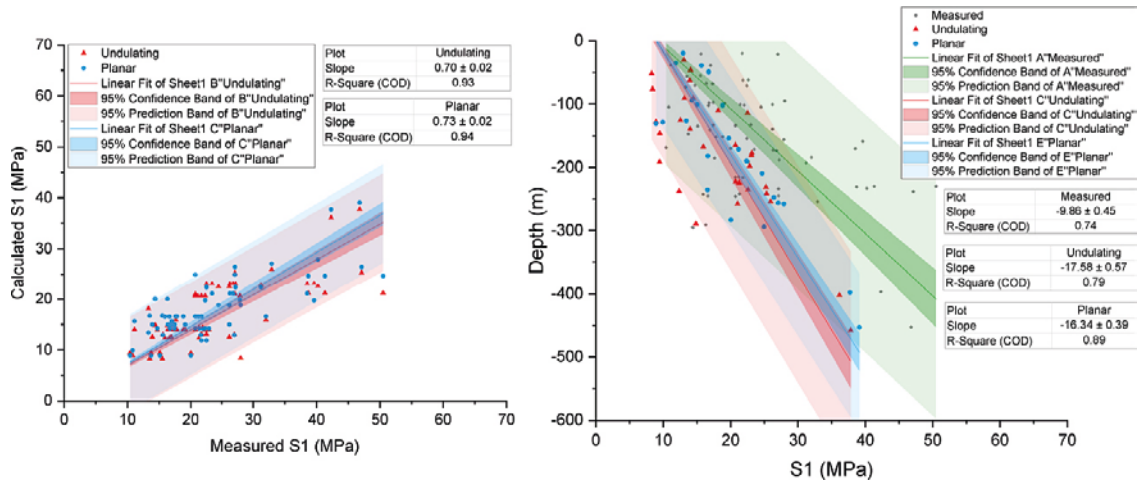 Undulating
Planar
Linear Fit of Sheet1 B"Undulating"
95% Confidence Band of B"Undulating"
95% Prediction Band of B"Undulating"
Linear Fit of Sheet1 C"Planar"
95% Confidence Band of C"Planar"
95% Prediction Band of C"Planar"
Plot Undulating
Slope 0.70 ± 0.02
R-Square (COD) 0.93
Plot Planar
Slope 0.73 ± 0.02
R-Square (COD) 0.94
Calculated S1 (MPa)
70
60
50
40
30
20
10
0
0 10 20 30 40 50 60 70
Measured S1 (MPa)
Measured
Undulating
Planar
Linear Fit of Sheet1 A"Measured"
95% Confidence Band of A"Measured"
95% Prediction Band of A"Measured"
Linear Fit of Sheet1 C"Undulating"
95% Confidence Band of C"Undulating"
95% Prediction Band of C"Undulating"
Linear Fit of Sheet1 E"Planar"
95% Confidence Band of E"Planar"
95% Prediction Band of E"Planar"
Plot Measured
Slope -9.86 ± 0.45
R-Square (COD) 0.74
Plot Undulating
Slope -17.58 ± 0.57
R-Square (COD) 0.79
Plot Planar
Slope -16.34 ± 0.39
R-Square (COD) 0.89
Depth (m)
0
-100
-200
-300
-400
-500
-600
0 10 20 30 40 50 60 70
S1 (MPa)